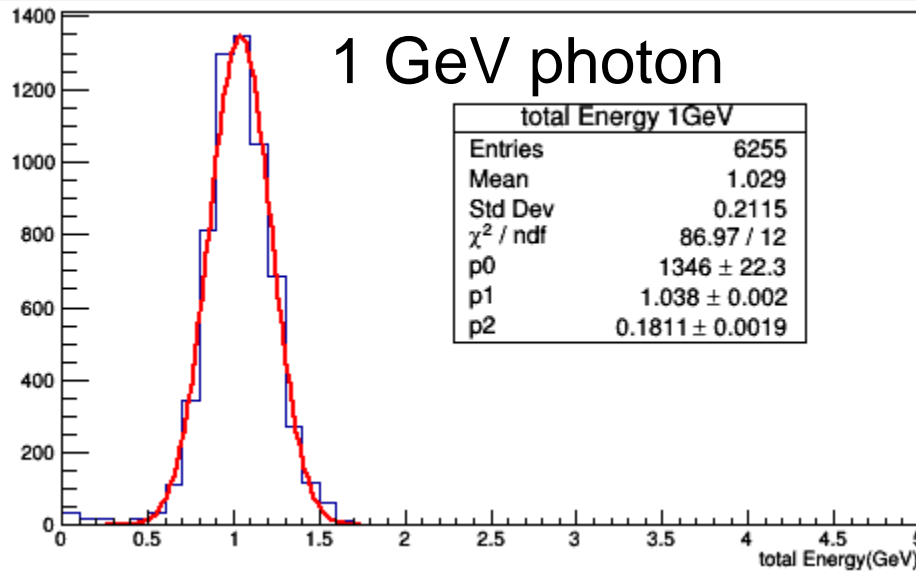 1400
1 GeV photon
1200
total Energy 1GeV
Entries 6255
1000
Mean 1.029
Std Dev 0.2115
800
χ² / ndf 86.97 / 12
p0 1346 ± 22.3
600
p1 1.038 ± 0.002
p2 0.1811 ± 0.0019
400
200
0
0 0.5 1 1.5 2 2.5 3 3.5 4 4.5 5
total Energy(GeV)